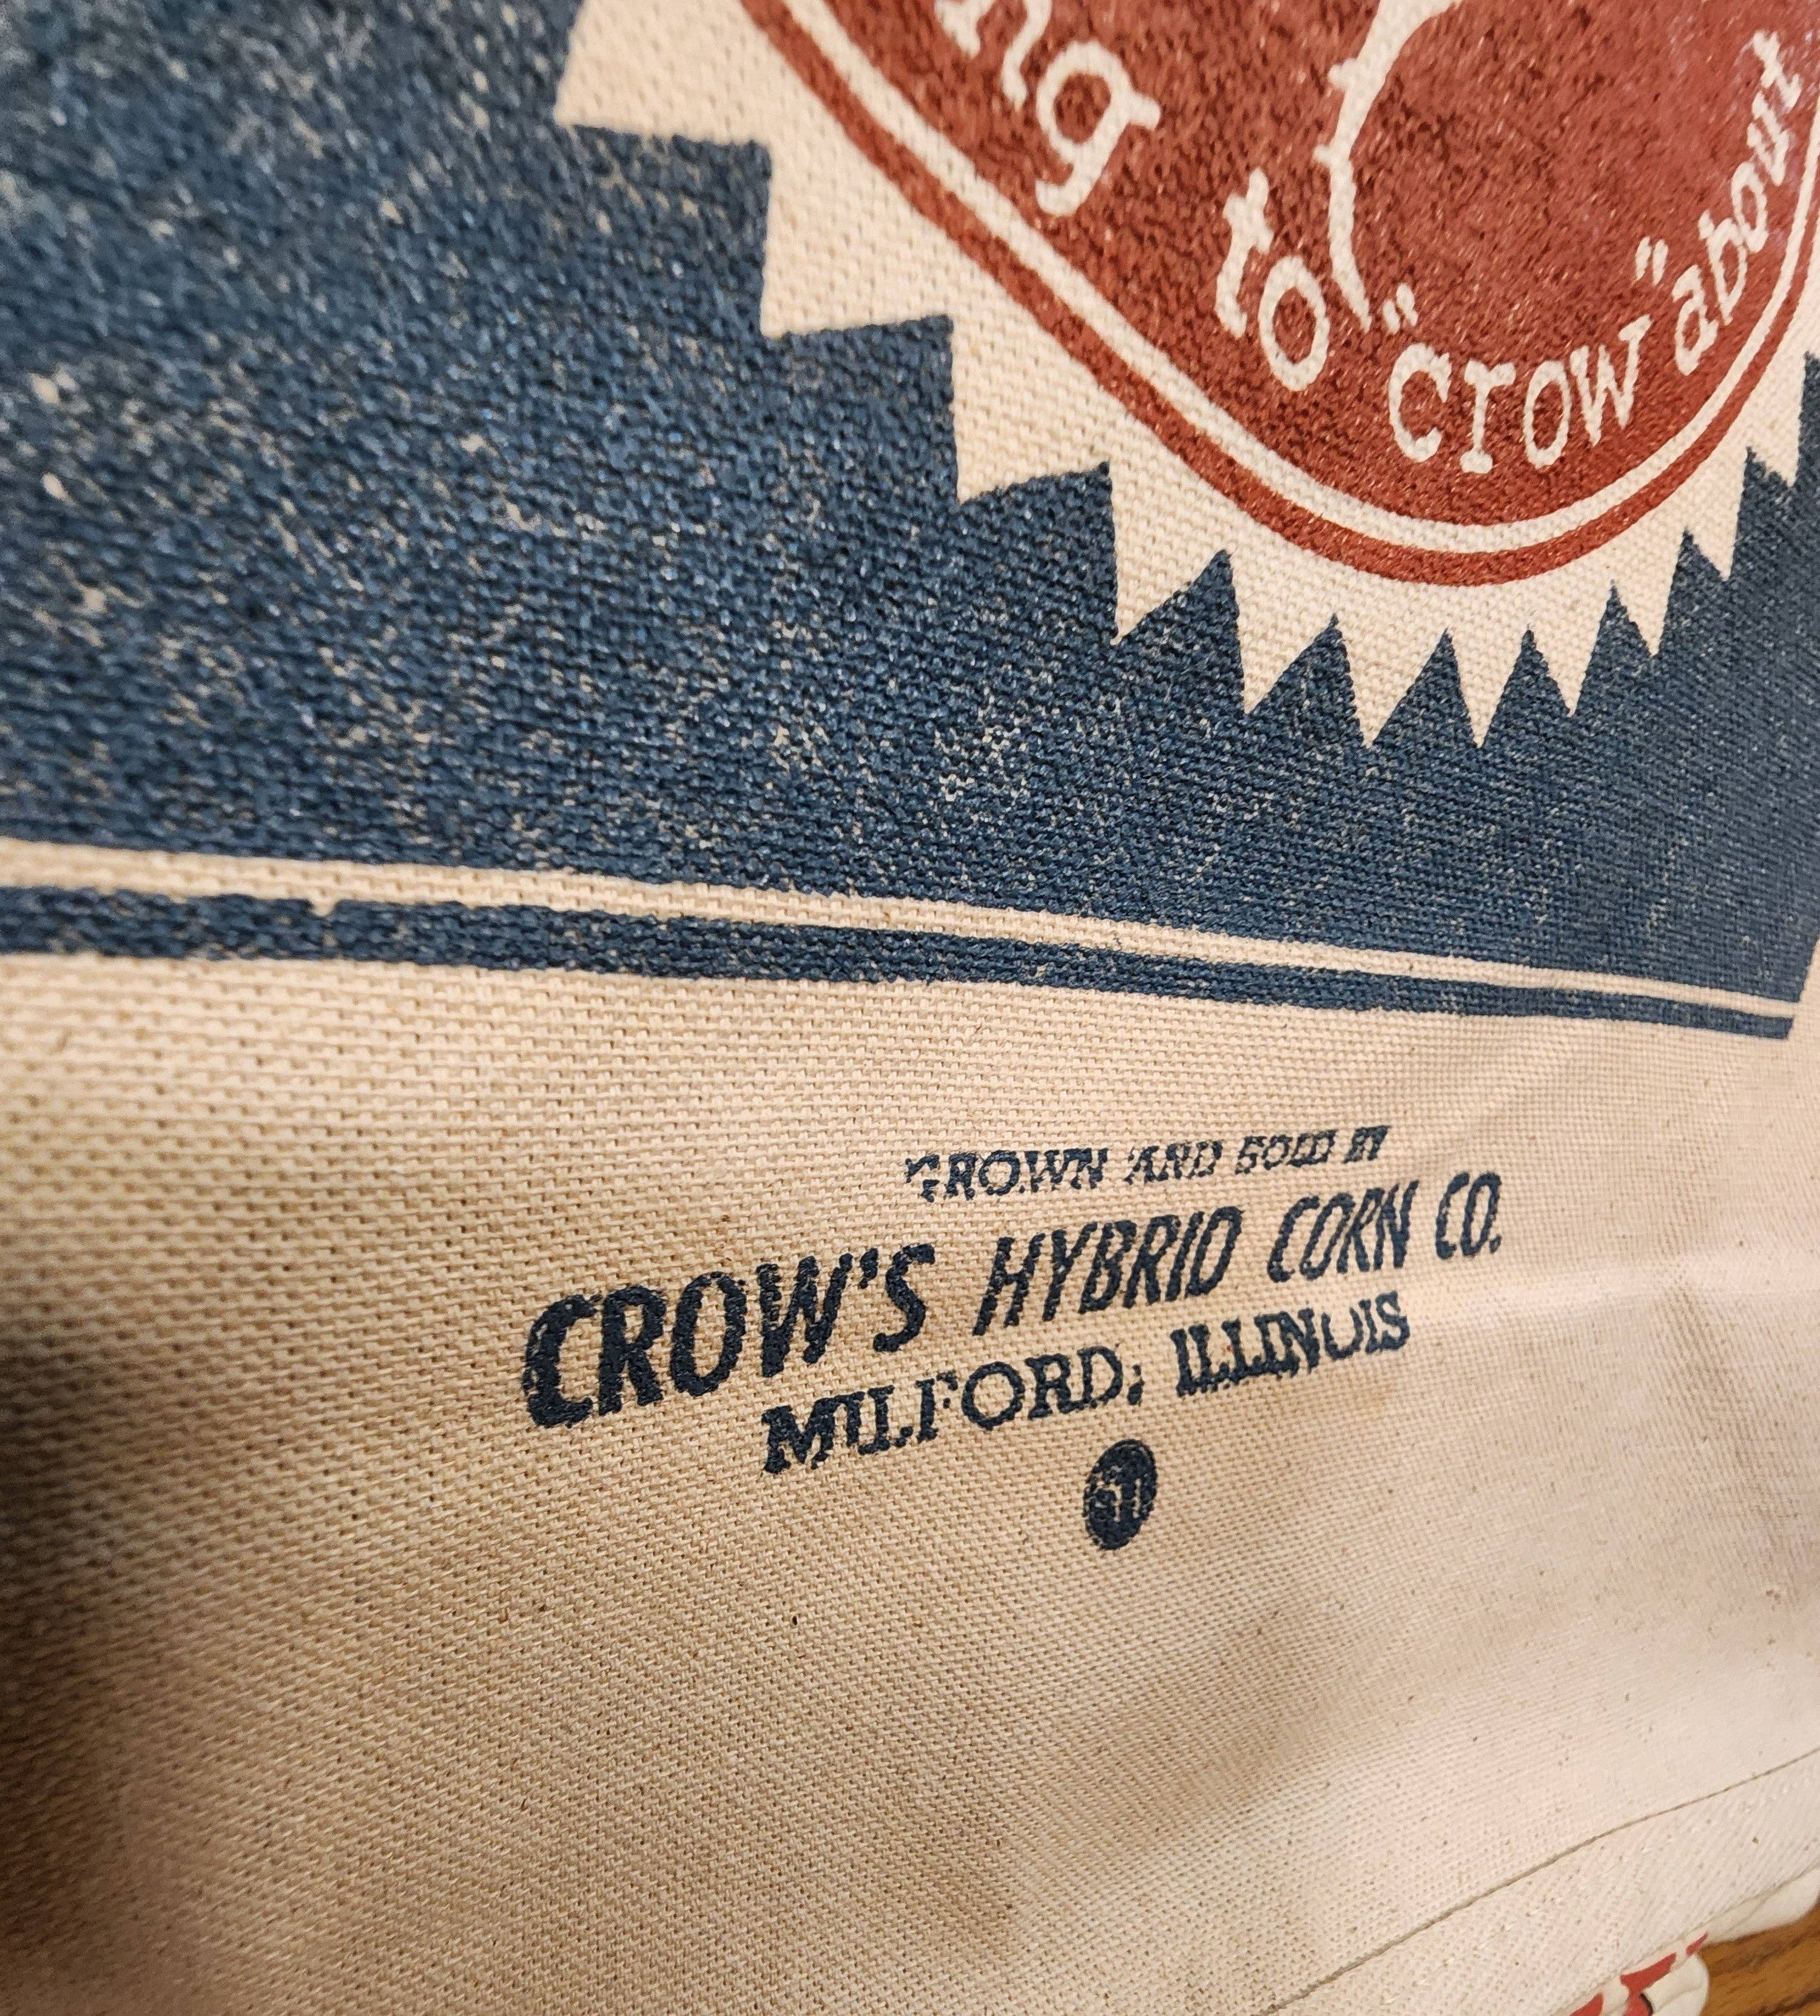 ng to "crow" about
GROWN AND SOLD BY
CROW'S HYBRID CORN CO.
MILFORD, ILLINOIS